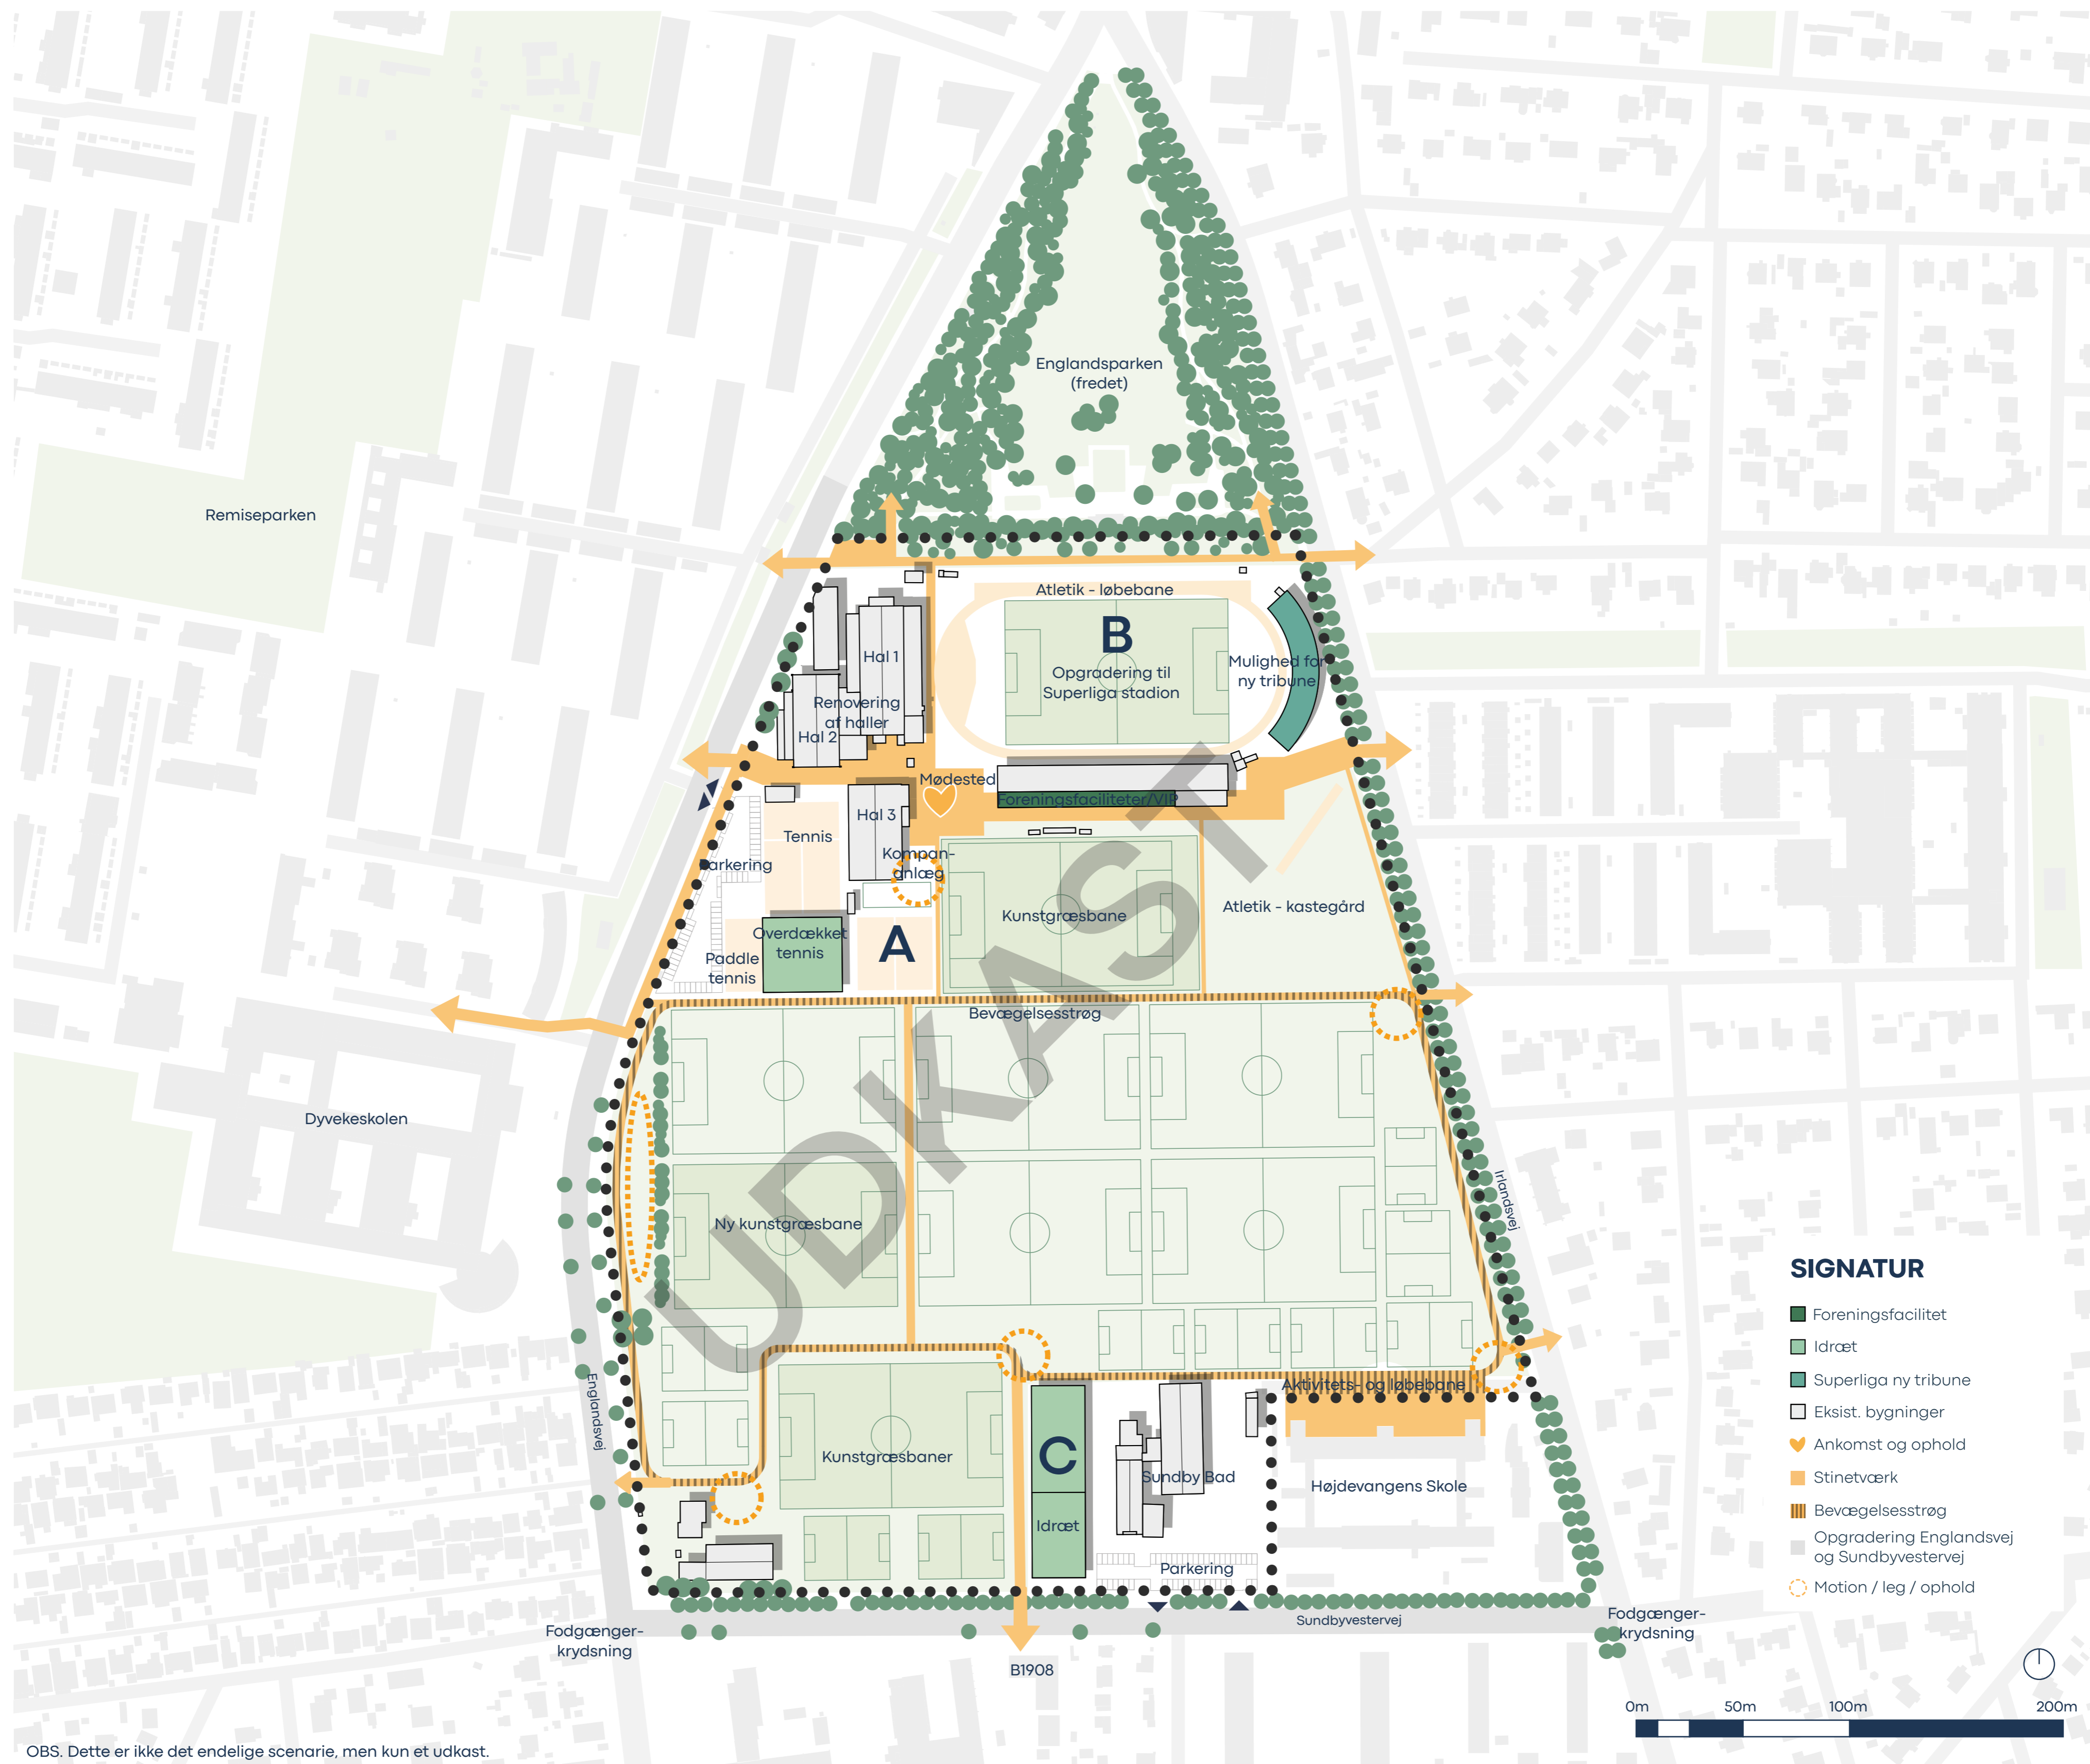 Englandsparken
(fredet)
Remiseparken
Atletik - løbebane
B
Hal 1
Opgradering til
Superliga stadion
Mulighed for
ny tribune
Renovering
af haller
Hal 2
Mødested
Foreningsfaciliteter/VIP
Hal 3
Tennis
Parkering
Kompan-
anlæg
Kunstgræsbane
Atletik - kastegård
Overdækket
tennis
A
Paddle
tennis
Bevægelsesstrøg
UDKAST
Dyvekeskolen
Ny kunstgræsbane
Irlandsvej
Englandsvej
Aktivitets- og løbebane
Kunstgræsbaner
C
Sundby Bad
Højdevangens Skole
Idræt
Parkering
Sundbyvestervej
Fodgænger-
krydsning
Fodgænger-
krydsning
B1908
SIGNATUR
Foreningsfacilitet
Idræt
Superliga ny tribune
Eksist. bygninger
Ankomst og ophold
Stinetværk
Bevægelsesstrøg
Opgradering Englandsvej
og Sundbyvestervej
Motion / leg / ophold
0m 50m 100m 200m
OBS. Dette er ikke det endelige scenarie, men kun et udkast.